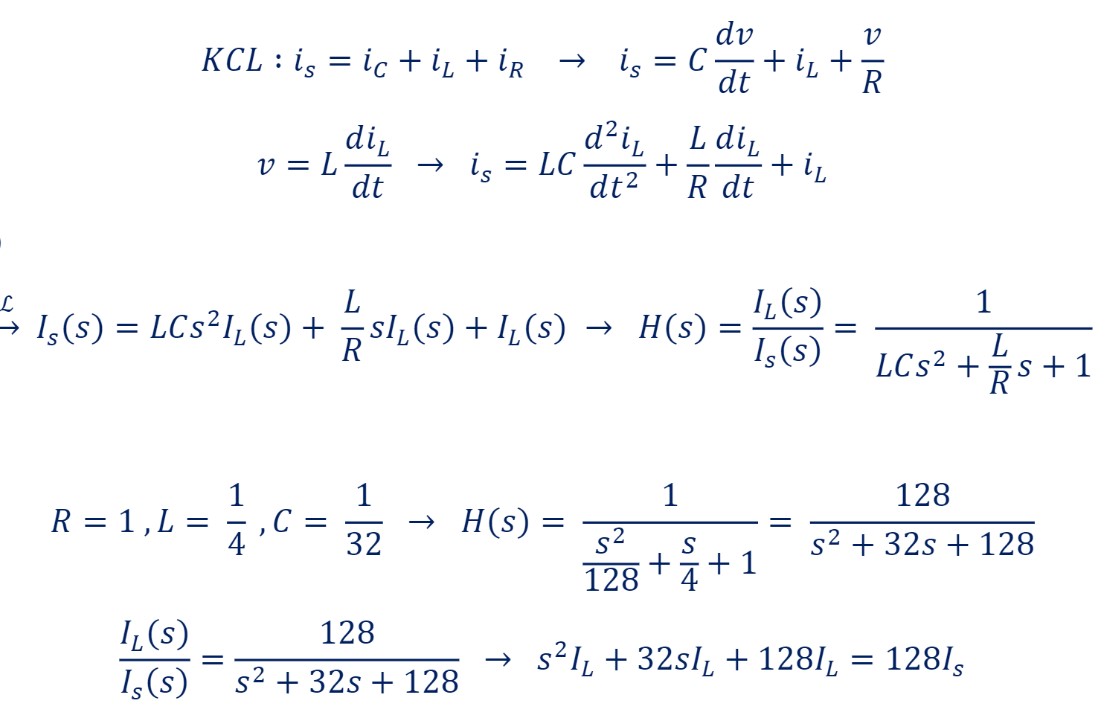 KCL : i_s = i_C + i_L + i_R → i_s = C dv/dt + i_L + v/R
v = L di_L/dt → i_s = LC d²i_L/dt² + L/R di_L/dt + i_L
)
ℒ→ I_s(s) = LCs²I_L(s) + L/R sI_L(s) + I_L(s) → H(s) = I_L(s)/I_s(s) = 1/(LCs² + L/R s + 1)
R = 1 , L = 1/4 , C = 1/32 → H(s) = 1/(s²/128 + s/4 + 1) = 128/(s² + 32s + 128)
I_L(s)/I_s(s) = 128/(s² + 32s + 128) → s²I_L + 32sI_L + 128I_L = 128I_s